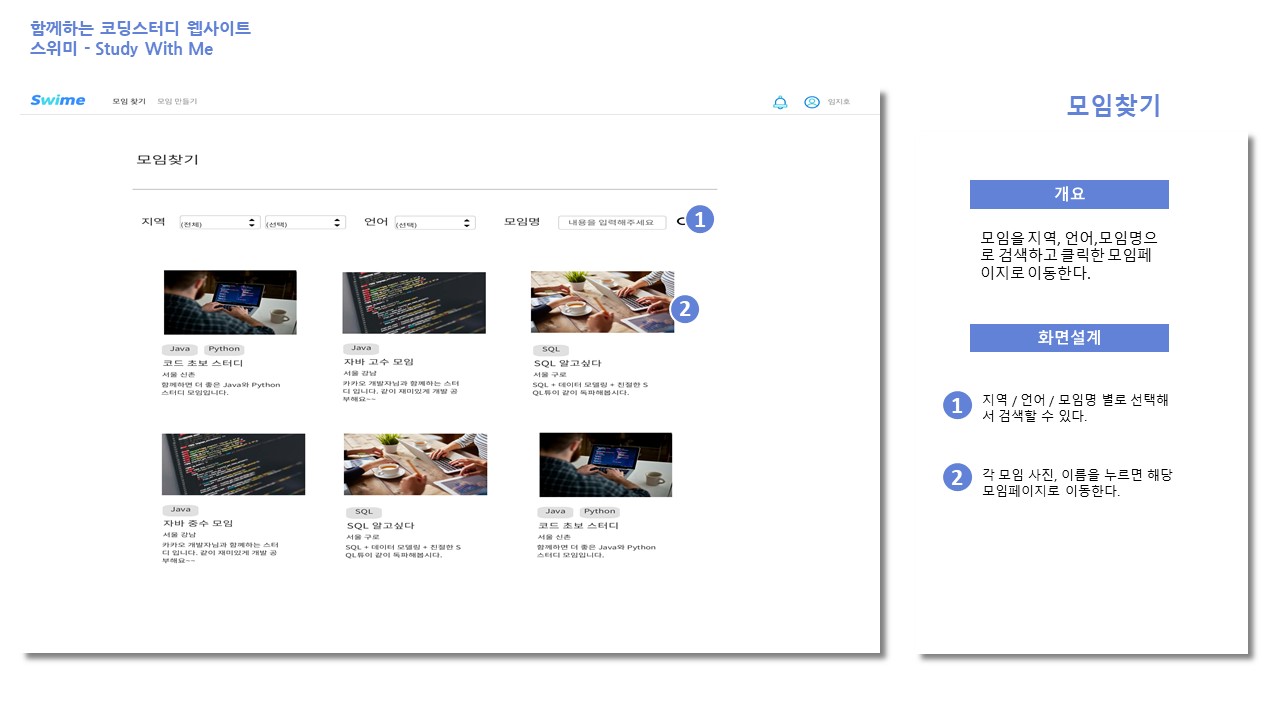 함께하는 코딩스터디 웹사이트
스위미 - Study With Me
Swime 모임 찾기 모임 만들기 임지호
모임찾기
지역 (전체) (선택) 언어 (선택) 모임명 내용을 입력해주세요 1
2
Java Python
코드 초보 스터디
서울 신촌
함께하면 더 좋은 Java와 Python
스터디 모임입니다.
Java
자바 고수 모임
서울 강남
카카오 개발자님과 함께하는 스터
디 입니다. 같이 재미있게 개발 공
부해요~~
SQL
SQL 알고싶다
서울 구로
SQL + 데이터 모델링 + 친절한 S
QL튜이 같이 독파해봅시다.
Java
자바 중수 모임
서울 강남
카카오 개발자님과 함께하는 스터
디 입니다. 같이 재미있게 개발 공
부해요~~
SQL
SQL 알고싶다
서울 구로
SQL + 데이터 모델링 + 친절한 S
QL튜이 같이 독파해봅시다.
Java Python
코드 초보 스터디
서울 신촌
함께하면 더 좋은 Java와 Python
스터디 모임입니다.
모임찾기
개요
모임을 지역, 언어,모임명으
로 검색하고 클릭한 모임페
이지로 이동한다.
화면설계
1 지역 / 언어 / 모임명 별로 선택해
서 검색할 수 있다.
2 각 모임 사진, 이름을 누르면 해당
모임페이지로 이동한다.